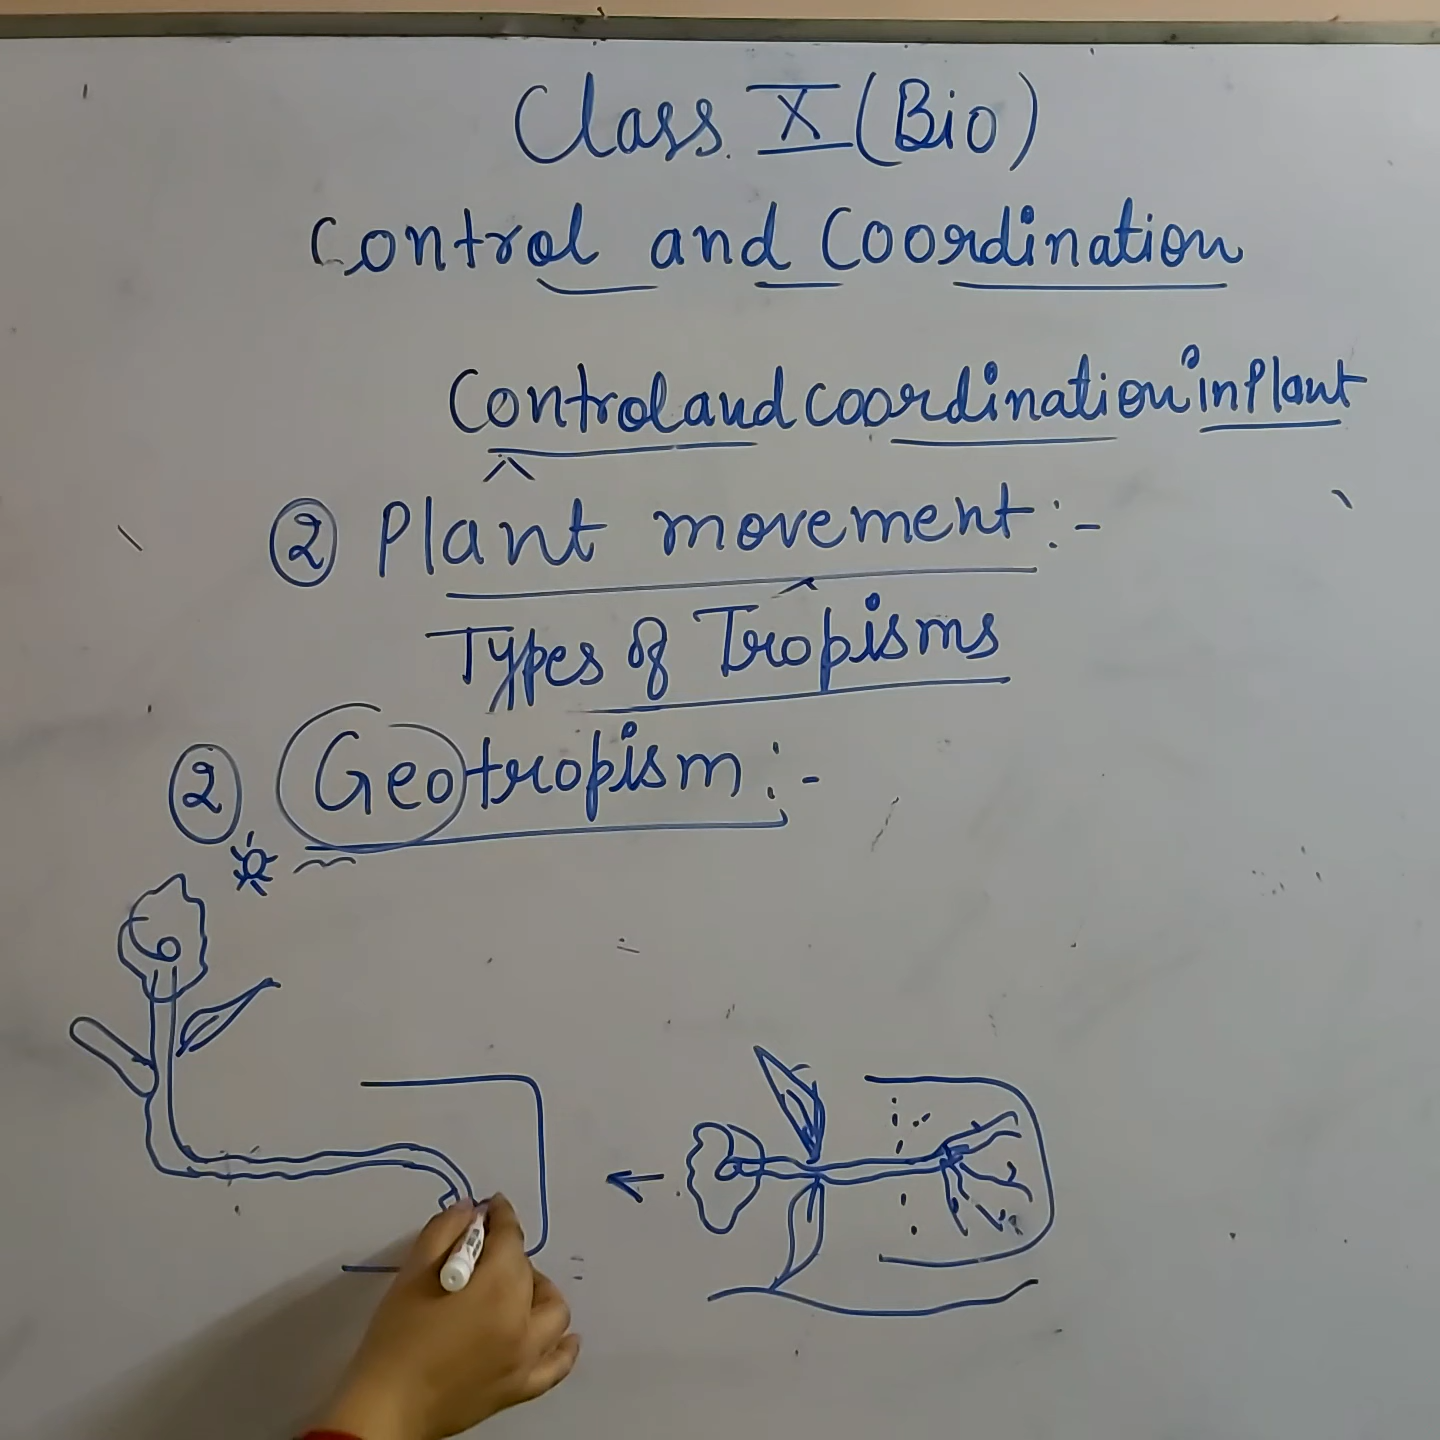 Class X (Bio)
Control and Coordination
Control and coordination in Plant
② Plant movement :-
Types of Tropisms
② Geotropism :-